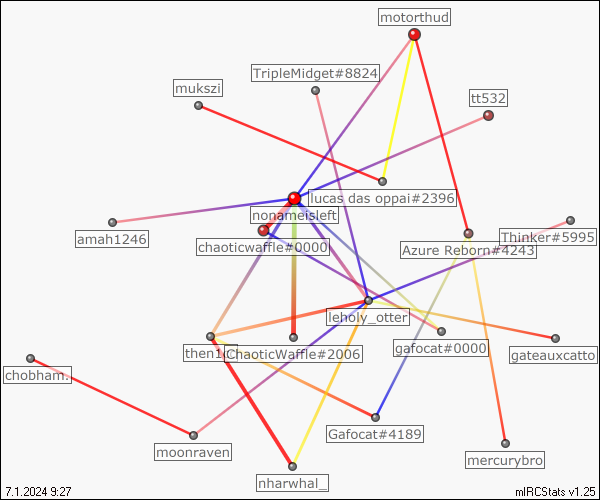 motorthud
TripleMidget#8824
mukszi
tt532
lucas das oppai#2396
nonameisleft
amah1246
chaoticwaffle#0000
Thinker#5995
Azure Reborn#4243
leholy_otter
gafocat#0000
ChaoticWaffle#2006
gateauxcatto
chobham.
Gafocat#4189
moonraven
mercurybro
nharwhal_
7.1.2024 9:27
mIRCStats v1.25